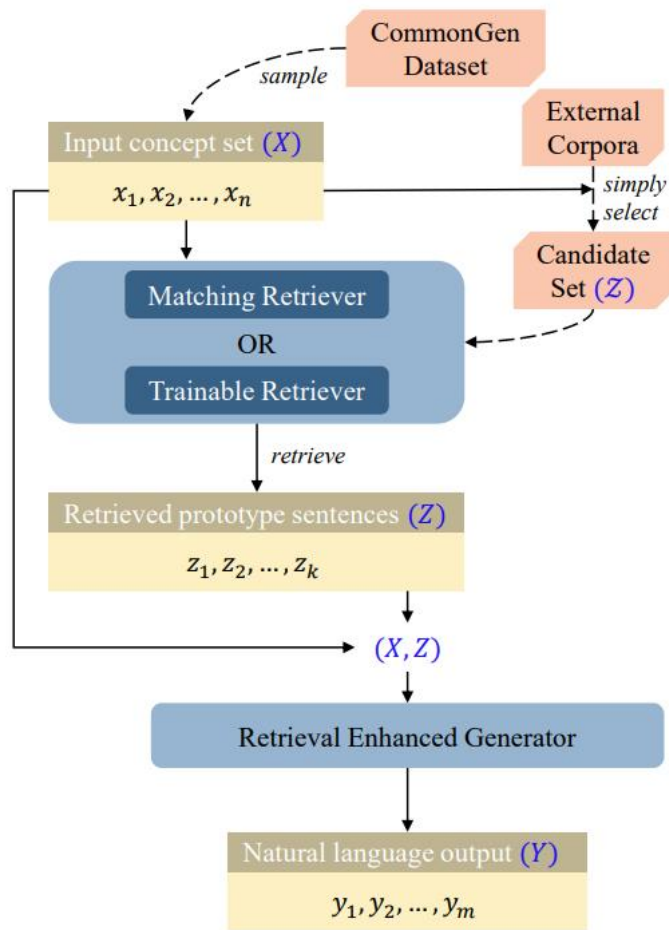 CommonGen
Dataset
sample
External
Corpora
Input concept set (X)
x₁, x₂, …, xₙ
simply
select
Candidate
Set (𝒵)
Matching Retriever
OR
Trainable Retriever
retrieve
Retrieved prototype sentences (Z)
z₁, z₂, …, zₖ
(X, Z)
Retrieval Enhanced Generator
Natural language output (Y)
y₁, y₂, …, yₘ